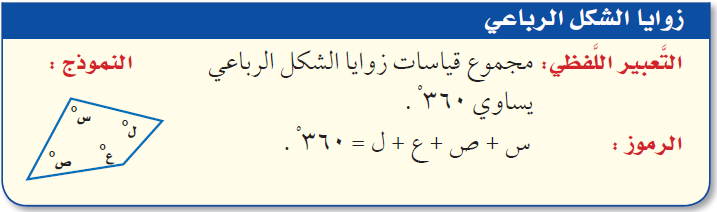 زوايا الشكل الرباعي
التَّعبير اللَّفظي: مجموع قياسات زوايا الشكل الرباعي
يساوي ٣٦٠° .
الرموز : س + ص + ع + ل = ٣٦٠° .
النموذج :
س°
ل°
ع°
ص°